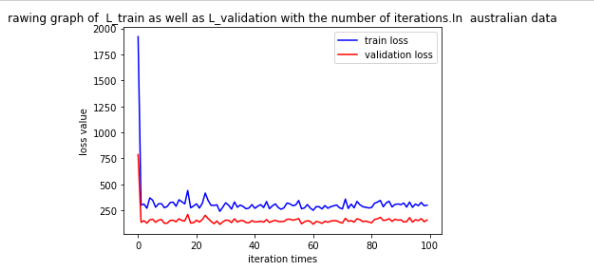 rawing graph of L_train as well as L_validation with the number of iterations.In australian data
2000
1750
1500
1250
1000
750
500
250
loss value
train loss
validation loss
0
20
40
60
80
100
iteration times